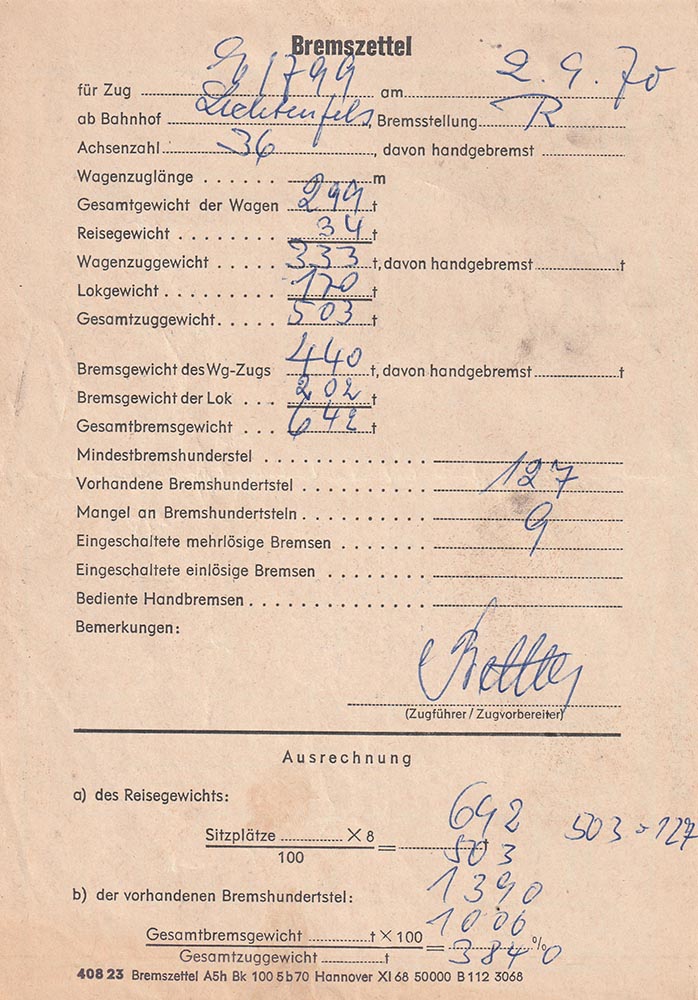 Bremszettel
für Zug 1799 am 2.9.70
ab Bahnhof Lichtenfels, Bremsstellung R
Achsenzahl 36, davon handgebremst
Wagenzuglänge m
Gesamtgewicht der Wagen 299 t
Reisegewicht 34 t
Wagenzuggewicht 333 t, davon handgebremst t
Lokgewicht 170 t
Gesamtzuggewicht 503 t
Bremsgewicht des Wg-Zugs 440 t, davon handgebremst t
Bremsgewicht der Lok 202 t
Gesamtbremsgewicht 642 t
Mindestbremshunderstel
Vorhandene Bremshundertstel 127
Mangel an Bremshundertsteln 9
Eingeschaltete mehrlösige Bremsen
Eingeschaltete einlösige Bremsen
Bediente Handbremsen
Bemerkungen:
(Zugführer / Zugvorbereiter)
Ausrechnung
a) des Reisegewichts:
642 503 = 127
Sitzplätze × 8
100 = t
503
1390
b) der vorhandenen Bremshundertstel:
1006
Gesamtbremsgewicht t × 100
Gesamtzuggewicht t = %
3840
408 23 Bremszettel A5h Bk 100 5b70 Hannover XI 68 50000 B 112 3068